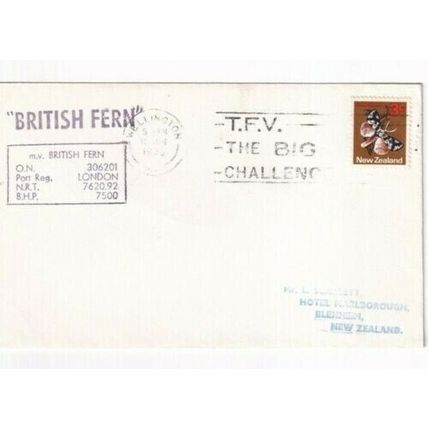 "BRITISH FERN"
m.v. BRITISH FERN
O.N. 306201
Port Reg. LONDON
N.R.T. 7620.92
B.H.P. 7500
WELLINGTON
T.F.V.
THE BIG
CHALLENG
New Zealand
HOTEL MARLBOROUGH,
BLENHEIM,
NEW ZEALAND.